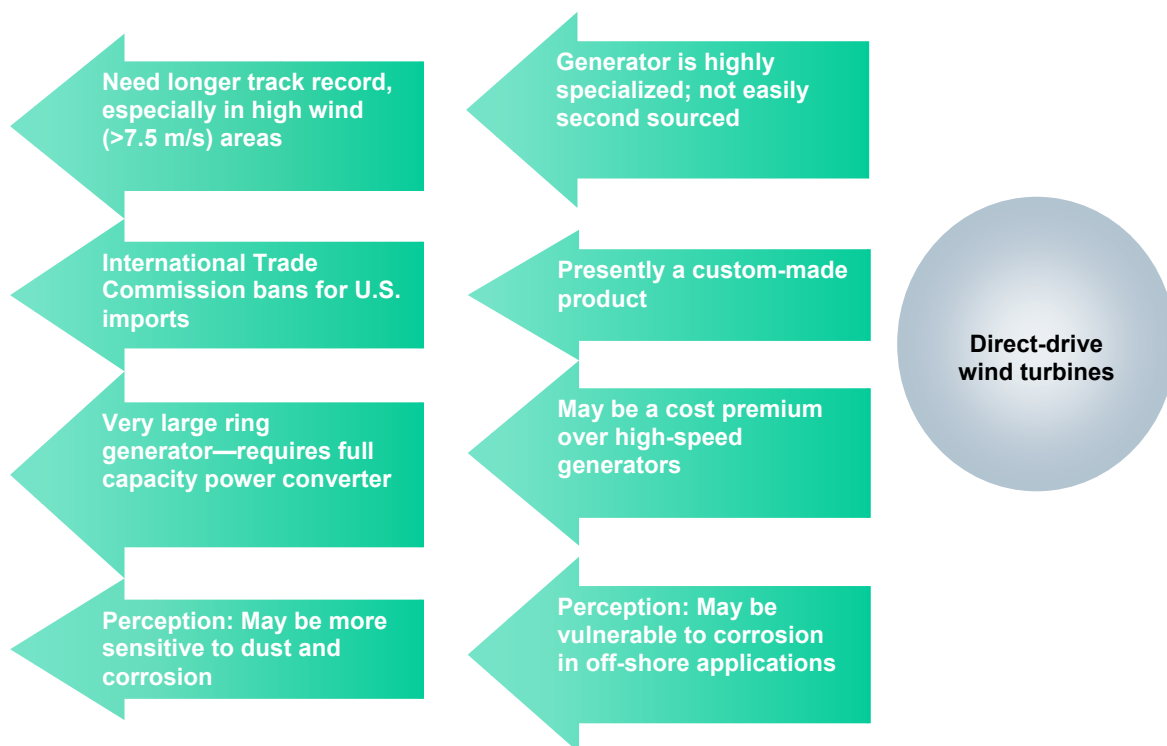 Need longer track record,
especially in high wind
(>7.5 m/s) areas
Generator is highly
specialized; not easily
second sourced
International Trade
Commission bans for U.S.
imports
Presently a custom-made
product
Direct-drive
wind turbines
Very large ring
generator—requires full
capacity power converter
May be a cost premium
over high-speed
generators
Perception: May be more
sensitive to dust and
corrosion
Perception: May be
vulnerable to corrosion
in off-shore applications